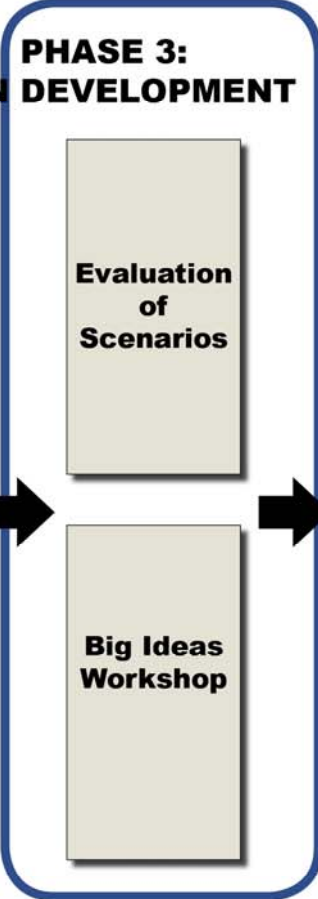 PHASE 3:
DEVELOPMENT
Evaluation
of
Scenarios
Big Ideas
Workshop